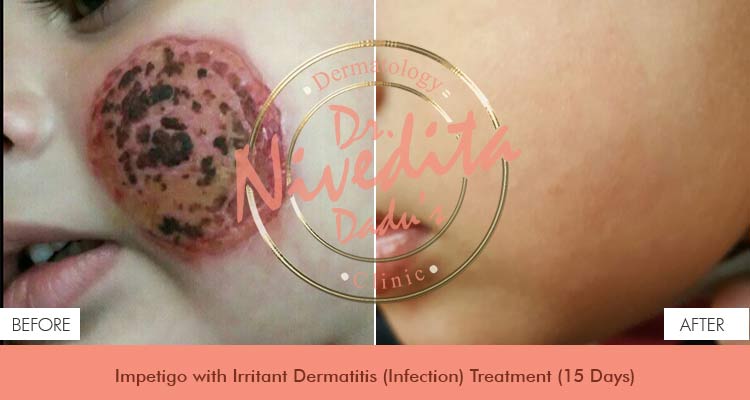 Dermatology
Dr.
Nivedita
Dadu's
Clinic
BEFORE
AFTER
Impetigo with Irritant Dermatitis (Infection) Treatment (15 Days)